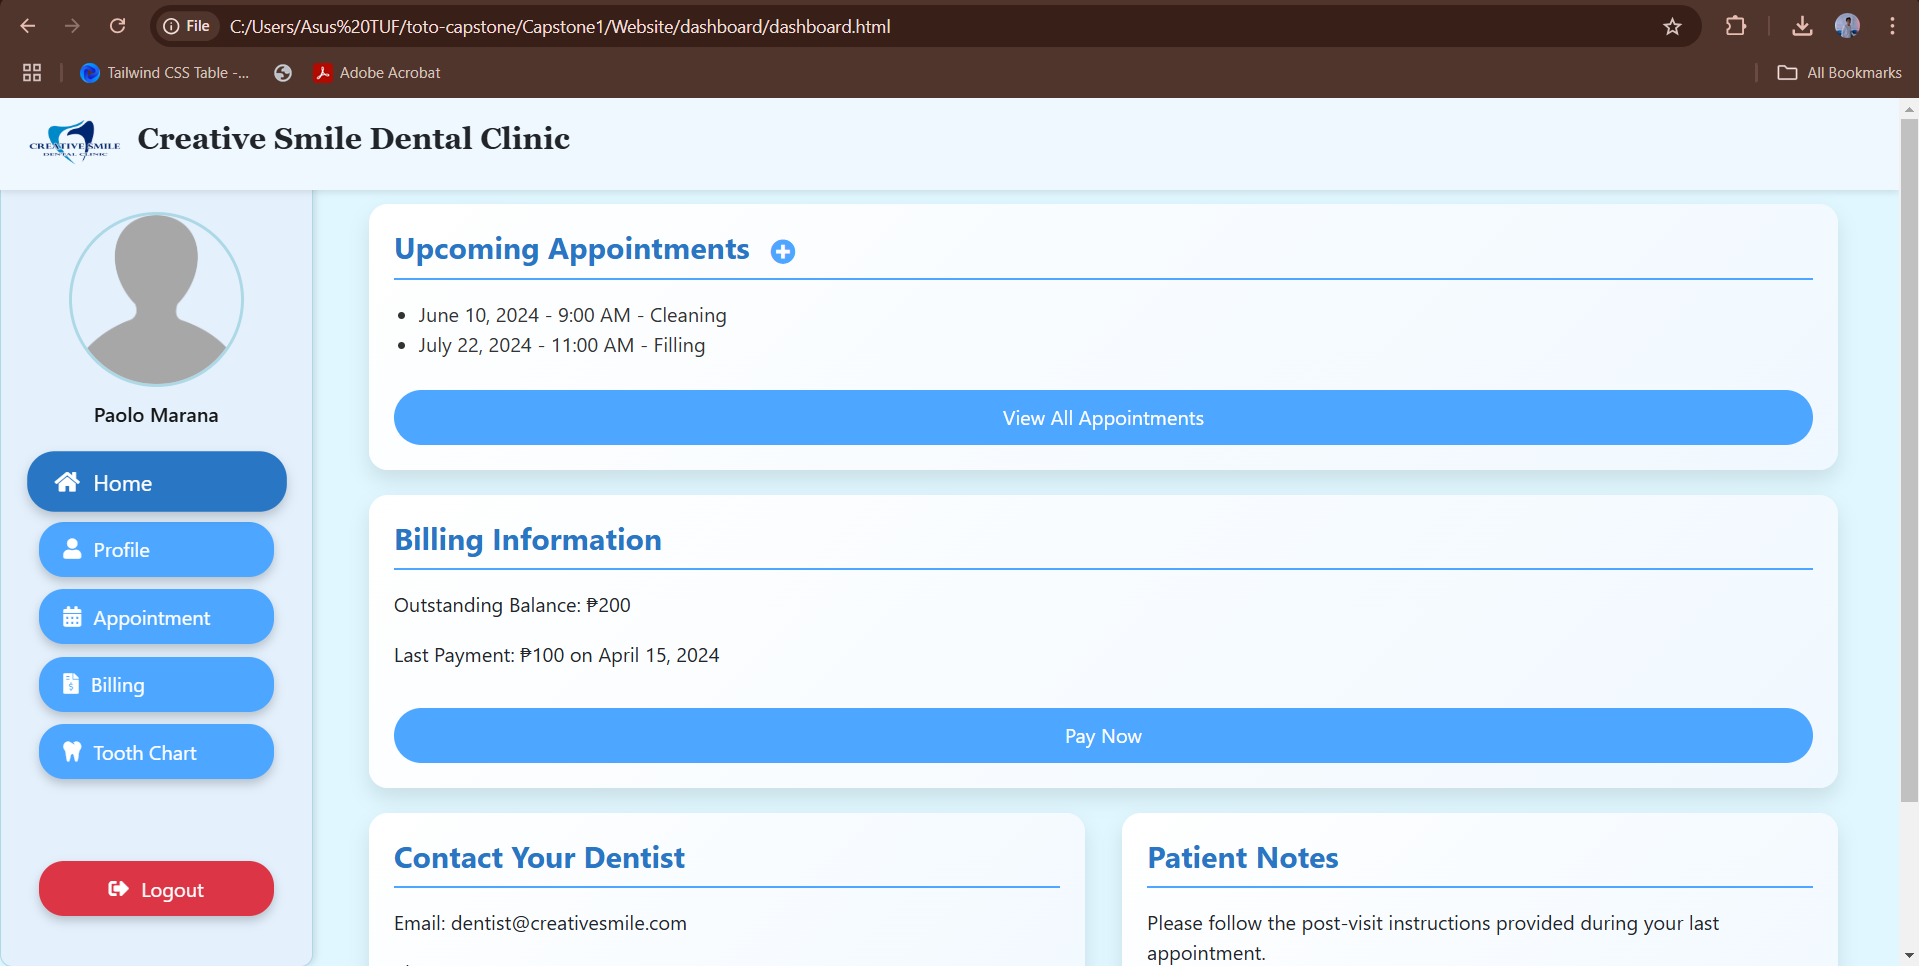 File C:/Users/Asus%20TUF/toto-capstone/Capstone1/Website/dashboard/dashboard.html
Tailwind CSS Table -... Adobe Acrobat All Bookmarks
CREATIVE SMILE
DENTAL CLINIC
Creative Smile Dental Clinic
Paolo Marana
Home
Profile
Appointment
Billing
Tooth Chart
Logout
Upcoming Appointments
June 10, 2024 - 9:00 AM - Cleaning
July 22, 2024 - 11:00 AM - Filling
View All Appointments
Billing Information
Outstanding Balance: ₱200
Last Payment: ₱100 on April 15, 2024
Pay Now
Contact Your Dentist
Email: dentist@creativesmile.com
Patient Notes
Please follow the post-visit instructions provided during your last
appointment.